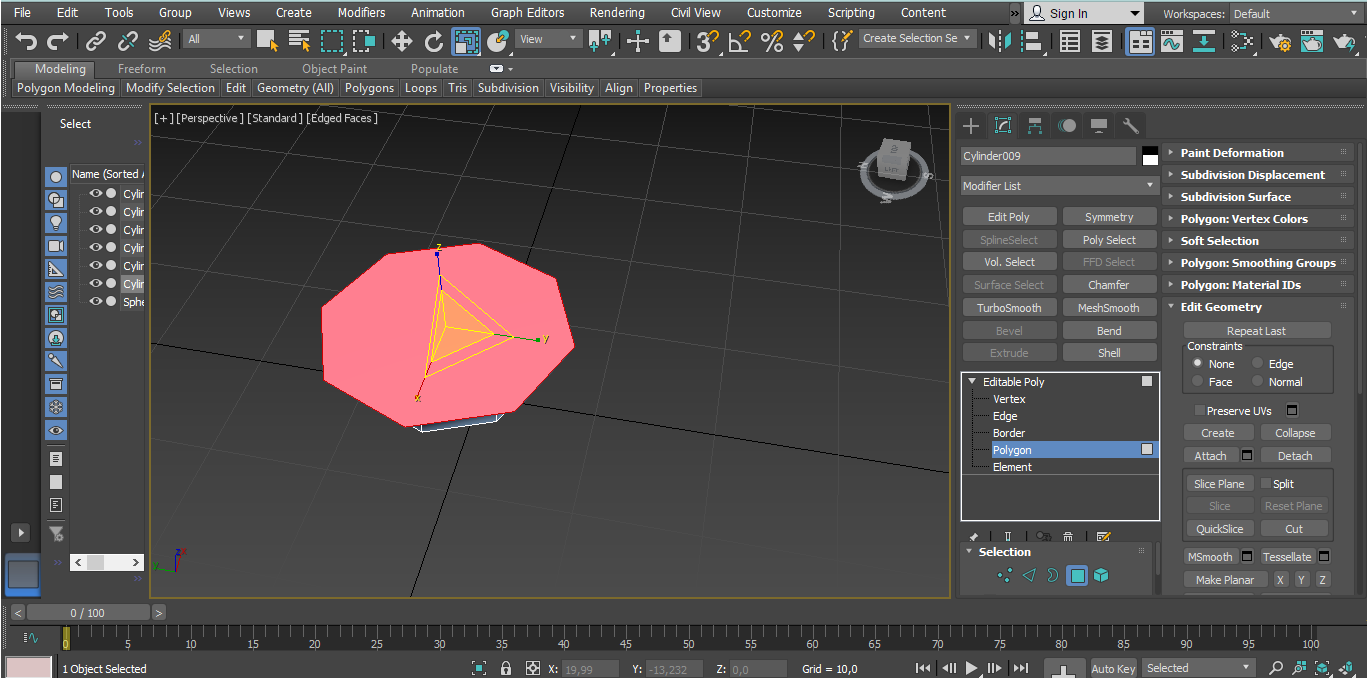 File Edit Tools Group Views Create Modifiers Animation Graph Editors Rendering Civil View Customize Scripting Content » Sign In Workspaces: Default
All View 3 Create Selection Se
Modeling Freeform Selection Object Paint Populate
Polygon Modeling Modify Selection Edit Geometry (All) Polygons Loops Tris Subdivision Visibility Align Properties
Select
»
Name (Sorted A
Cylir
Cylir
Cylir
Cylir
Cylir
Cylir
Sphe
[+] [Perspective ] [Standard ] [Edged Faces ]
z
y
x
S
Cylinder009
Modifier List
Edit Poly Symmetry
SplineSelect Poly Select
Vol. Select FFD Select
Surface Select Chamfer
TurboSmooth MeshSmooth
Bevel Bend
Extrude Shell
Editable Poly
Vertex
Edge
Border
Polygon
Element
Selection
Paint Deformation
Subdivision Displacement
Subdivision Surface
Polygon: Vertex Colors
Soft Selection
Polygon: Smoothing Groups
Polygon: Material IDs
Edit Geometry
Repeat Last
Constraints
None Edge
Face Normal
Preserve UVs
Create Collapse
Attach Detach
Slice Plane Split
Slice Reset Plane
QuickSlice Cut
MSmooth Tessellate
Make Planar X Y Z
< 0 / 100 >
0 5 10 15 20 25 30 35 40 45 50 55 60 65 70 75 80 85 90 95 100
1 Object Selected X: 19,99 Y: -13,232 Z: 0,0 Grid = 10,0 Auto Key Selected